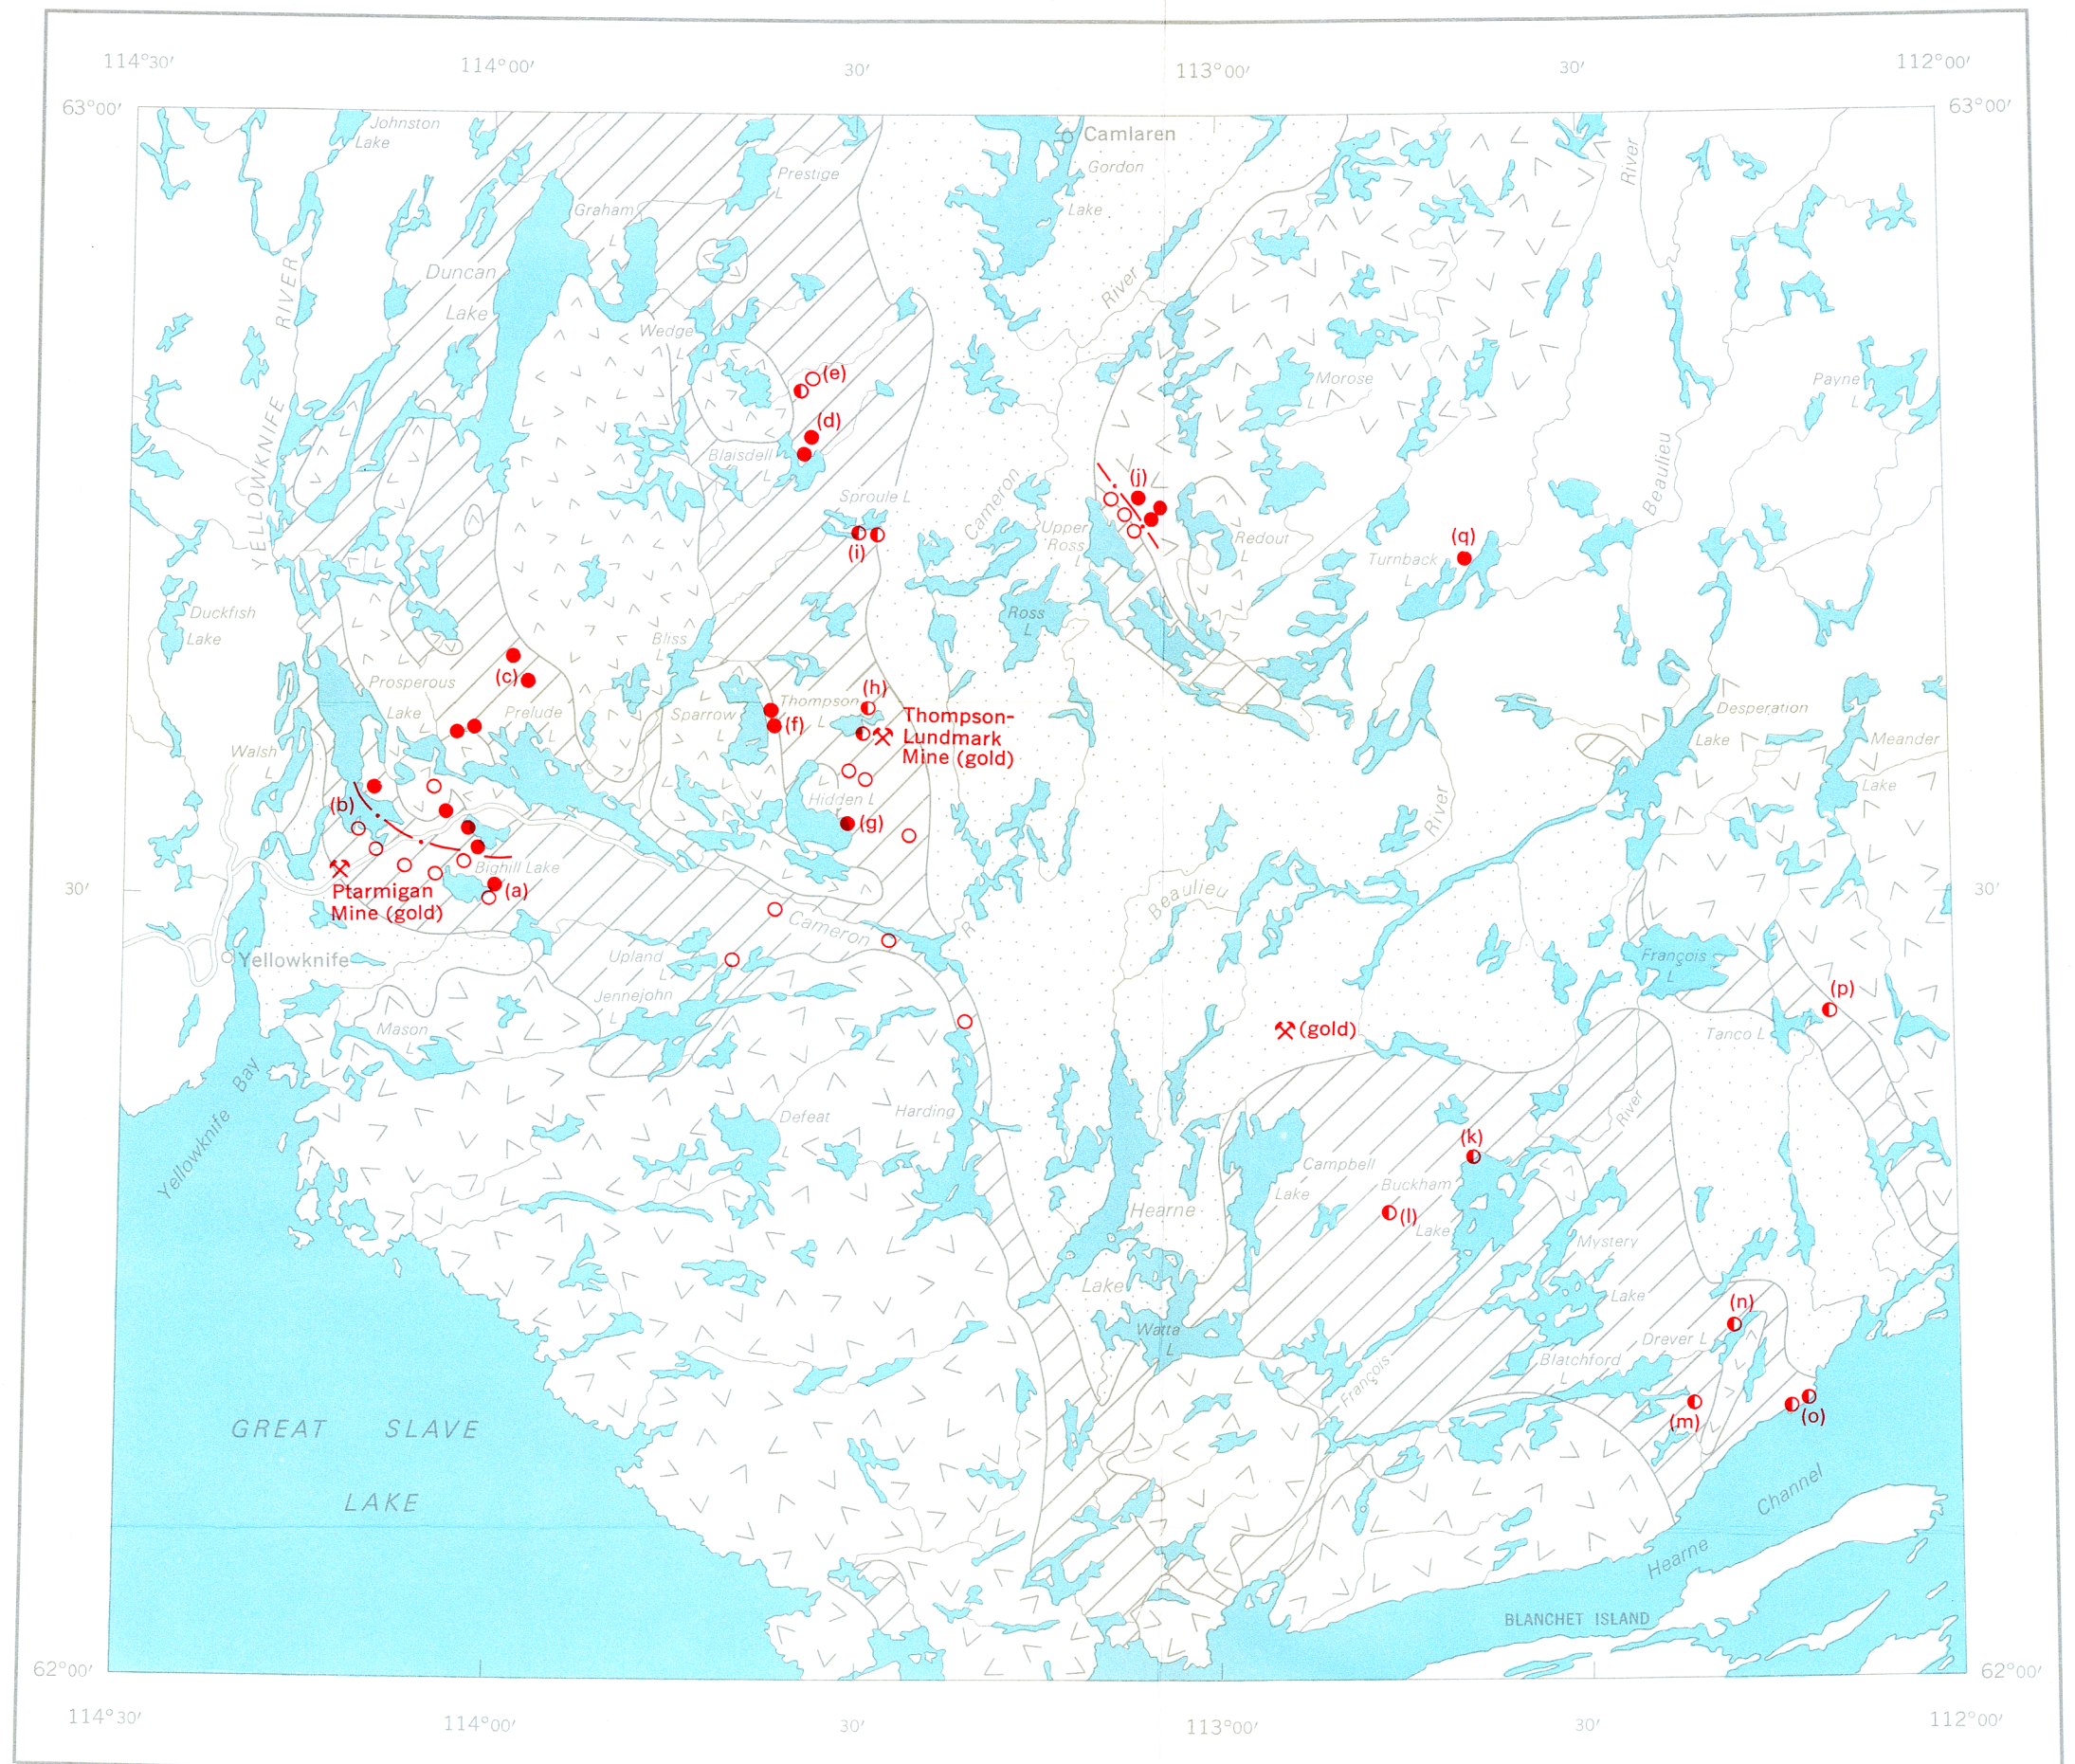 114°30′
114°00′
30′
113°00′
30′
112°00′
63°00′
63°00′
Johnston
Lake
Camlaren
Gordon
Lake
Prestige
L
Graham
L
River
RIVER
Duncan
Lake
River
Wedge
L
(e)
Morose
L
Payne
L
YELLOWKNIFE
(d)
Blaisdell
L
Beaulieu
Sproule L
(i)
Cameron
(j)
Upper
Ross
L
Redout
L
(q)
Turnback
L
Duckfish
Lake
Ross
L
Bliss
L
(c)
Prosperous
Lake
L
Prelude
L
Sparrow
L
Thompson
L
(f)
(h)
Thompson-
Lundmark
Mine (gold)
Desperation
Lake
Meander
Lake
Walsh
L
(b)
Hidden L
(g)
River
Bighill Lake
(a)
Ptarmigan
Mine (gold)
30′
30′
Beaulieu
Cameron
R
Yellowknife
Upland
L
Jennejohn
L
François
L
(p)
Mason
L
(gold)
Tanco L
Yellowknife Bay
Defeat
L
Harding
L
River
(k)
Campbell
Lake
Buckham
Lake
(l)
Hearne
Lake
Mystery
Lake
Watta
L
(n)
Drever L
Blatchford
L
François
(m)
(o)
GREAT SLAVE
LAKE
Hearne Channel
BLANCHET ISLAND
62°00′
62°00′
114°30′
114°00′
30′
113°00′
30′
112°00′